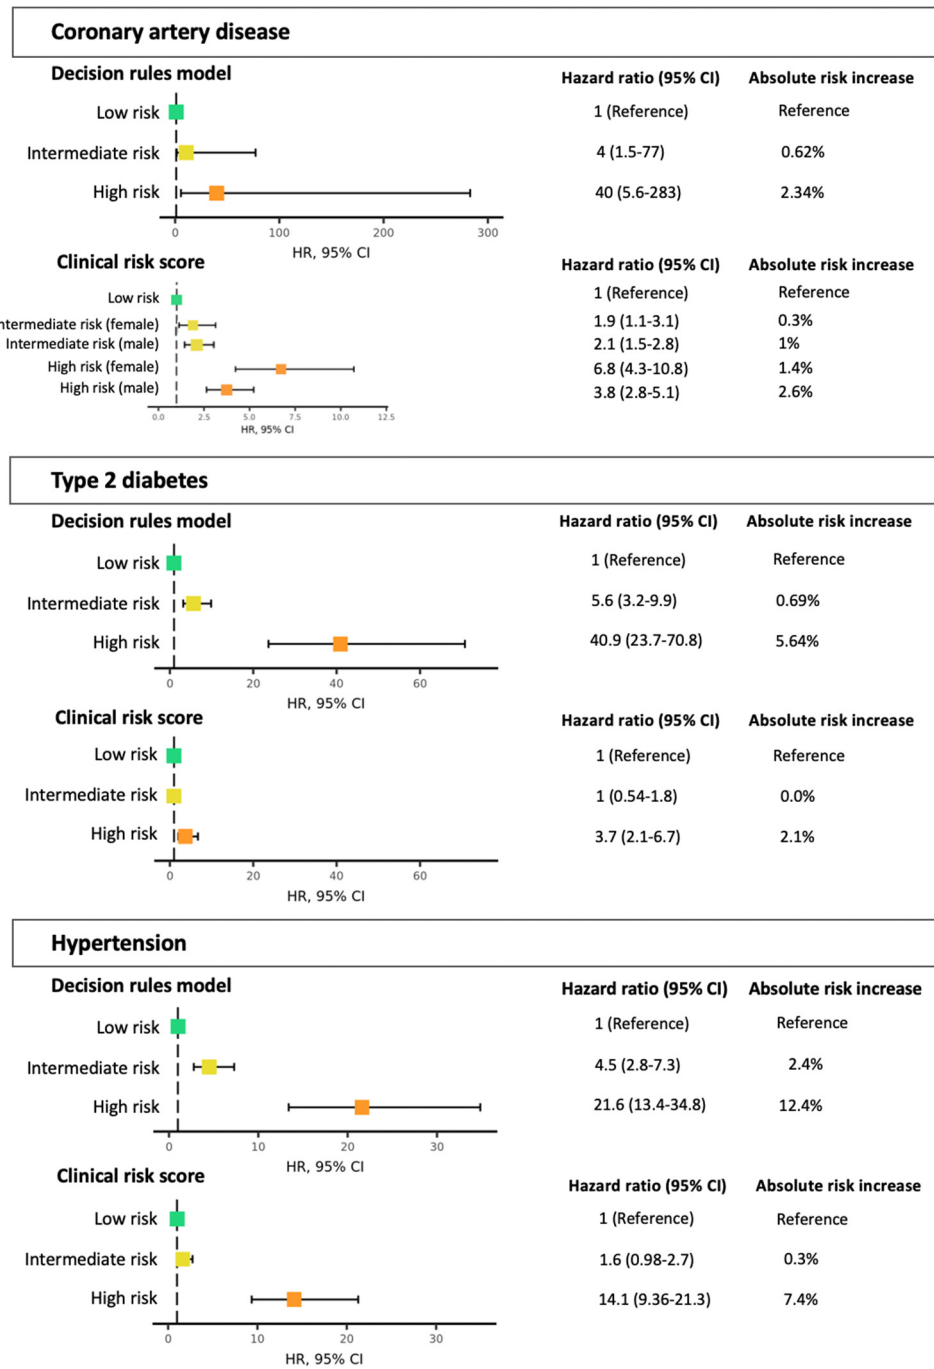 Coronary artery disease
Decision rules model
Hazard ratio (95% CI) Absolute risk increase
Low risk 1 (Reference) Reference
Intermediate risk 4 (1.5-77) 0.62%
High risk 40 (5.6-283) 2.34%
0 100 200 300
HR, 95% CI
Clinical risk score
Hazard ratio (95% CI) Absolute risk increase
Low risk 1 (Reference) Reference
ntermediate risk (female) 1.9 (1.1-3.1) 0.3%
Intermediate risk (male) 2.1 (1.5-2.8) 1%
High risk (female) 6.8 (4.3-10.8) 1.4%
High risk (male) 3.8 (2.8-5.1) 2.6%
0.0 2.5 5.0 7.5 10.0 12.5
HR, 95% CI
Type 2 diabetes
Decision rules model
Hazard ratio (95% CI) Absolute risk increase
Low risk 1 (Reference) Reference
Intermediate risk 5.6 (3.2-9.9) 0.69%
High risk 40.9 (23.7-70.8) 5.64%
0 20 40 60
HR, 95% CI
Clinical risk score
Hazard ratio (95% CI) Absolute risk increase
Low risk 1 (Reference) Reference
Intermediate risk 1 (0.54-1.8) 0.0%
High risk 3.7 (2.1-6.7) 2.1%
0 20 40 60
HR, 95% CI
Hypertension
Decision rules model
Hazard ratio (95% CI) Absolute risk increase
Low risk 1 (Reference) Reference
Intermediate risk 4.5 (2.8-7.3) 2.4%
High risk 21.6 (13.4-34.8) 12.4%
0 10 20 30
HR, 95% CI
Clinical risk score
Hazard ratio (95% CI) Absolute risk increase
Low risk 1 (Reference) Reference
Intermediate risk 1.6 (0.98-2.7) 0.3%
High risk 14.1 (9.36-21.3) 7.4%
0 10 20 30
HR, 95% CI